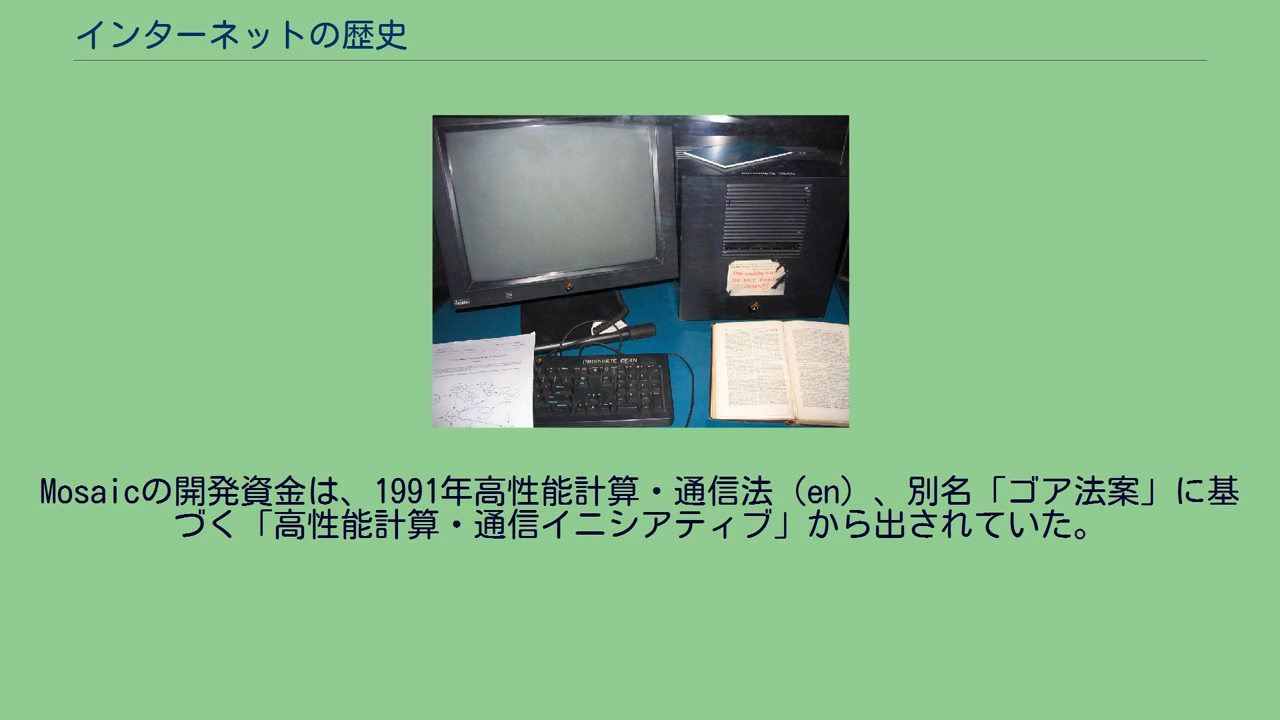 インターネットの歴史
Mosaicの開発資金は、1991年高性能計算・通信法（en）、別名「ゴア法案」に基
づく「高性能計算・通信イニシアティブ」から出されていた。